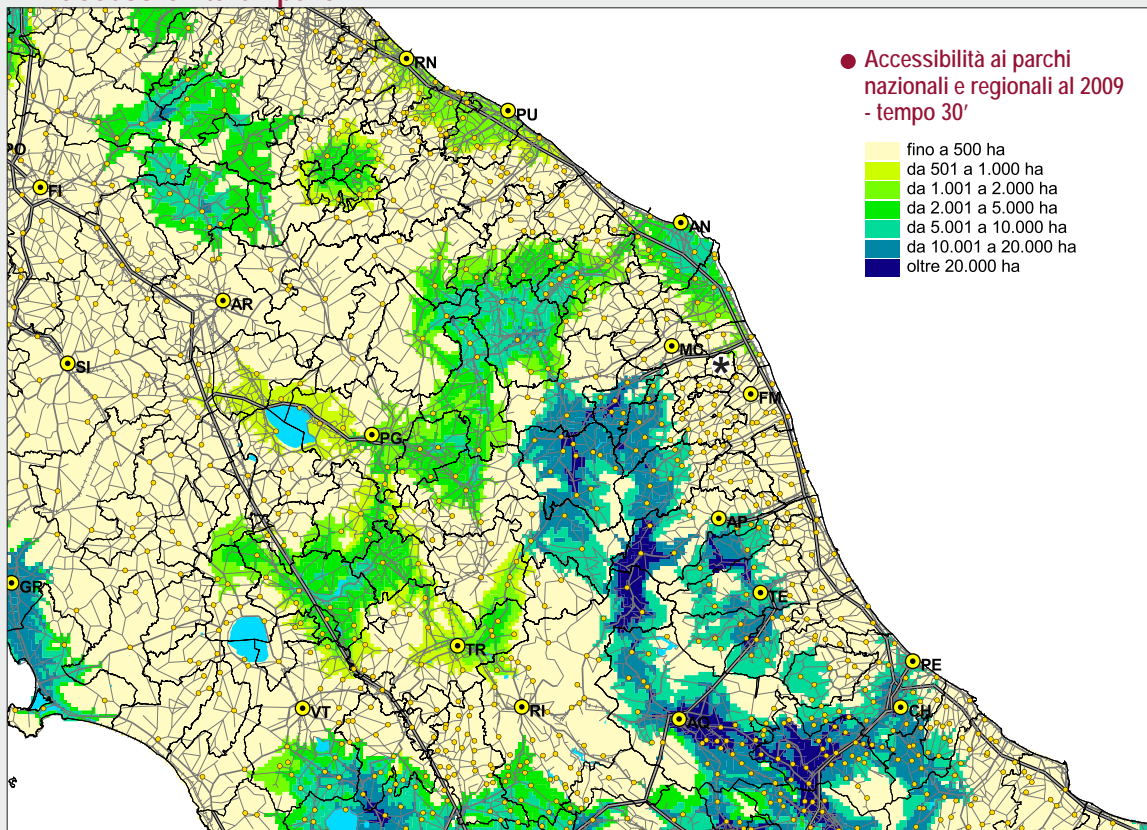 ● Accessibilità ai parchi
nazionali e regionali al 2009
- tempo 30'
fino a 500 ha
da 501 a 1.000 ha
da 1.001 a 2.000 ha
da 2.001 a 5.000 ha
da 5.001 a 10.000 ha
da 10.001 a 20.000 ha
oltre 20.000 ha
RN
PU
PO
FI
AN
AR
MC
*
SI
FM
PG
AP
GR
TE
TR
PE
VT
RI
AQ
CH